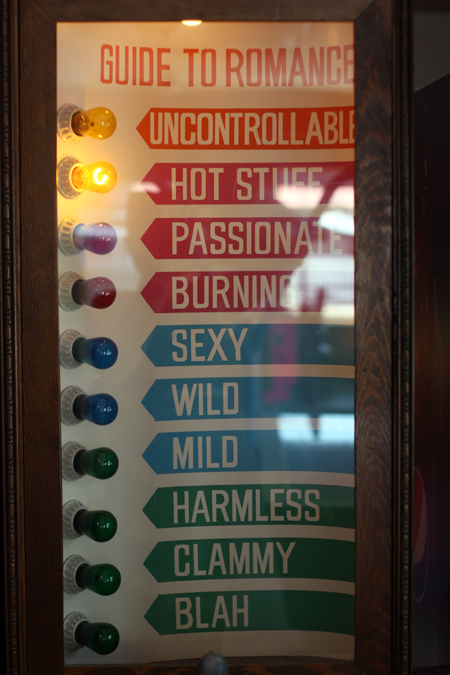 GUIDE TO ROMANCE
UNCONTROLLABLE
HOT STUFF
PASSIONATE
BURNING
SEXY
WILD
MILD
HARMLESS
CLAMMY
BLAH